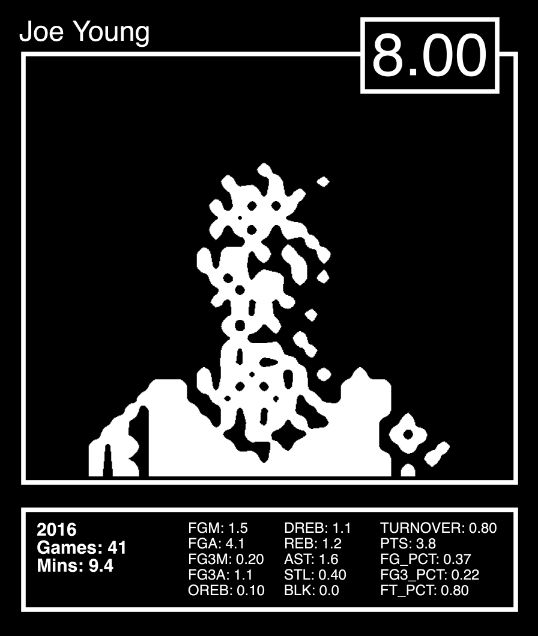 Joe Young
8.00
2016
Games: 41
Mins: 9.4
FGM: 1.5
FGA: 4.1
FG3M: 0.20
FG3A: 1.1
OREB: 0.10
DREB: 1.1
REB: 1.2
AST: 1.6
STL: 0.40
BLK: 0.0
TURNOVER: 0.80
PTS: 3.8
FG_PCT: 0.37
FG3_PCT: 0.22
FT_PCT: 0.80